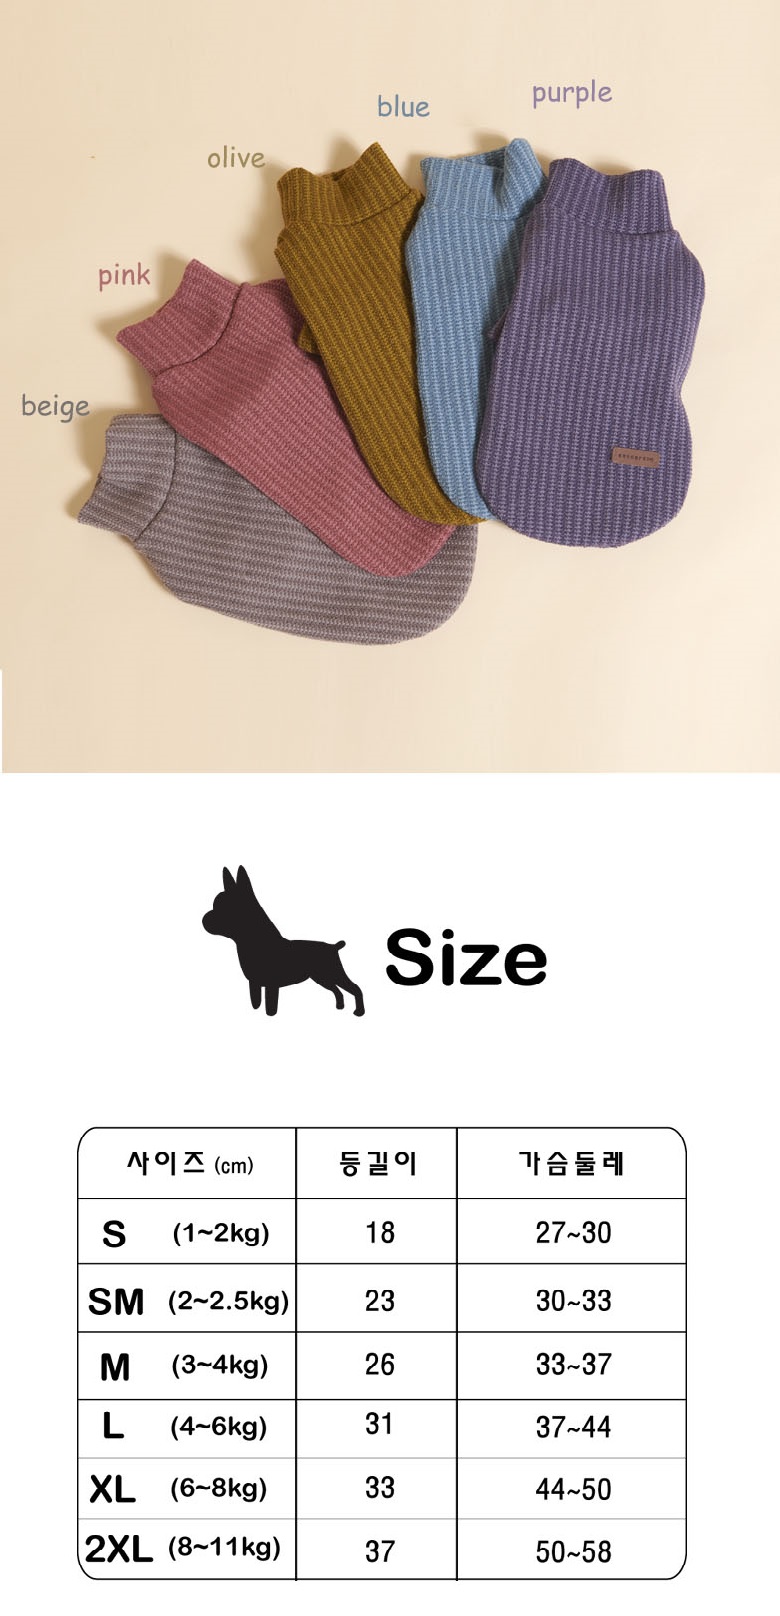 purple
blue
olive
pink
beige
Size
사이즈 (cm) 등길이 가슴둘레
S (1~2kg) 18 27~30
SM (2~2.5kg) 23 30~33
M (3~4kg) 26 33~37
L (4~6kg) 31 37~44
XL (6~8kg) 33 44~50
2XL (8~11kg) 37 50~58